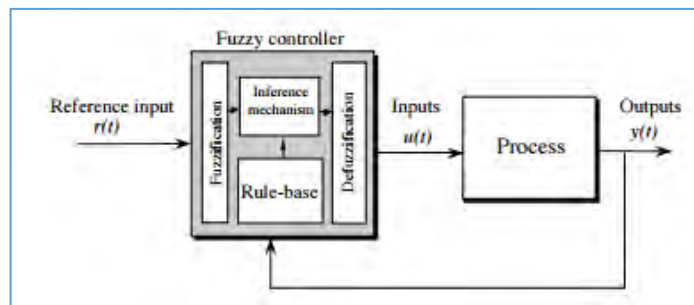 Fuzzy controller
Reference input
r(t)
Fuzzification
Inference
mechanism
Rule-base
Defuzzification
Inputs
u(t)
Process
Outputs
y(t)